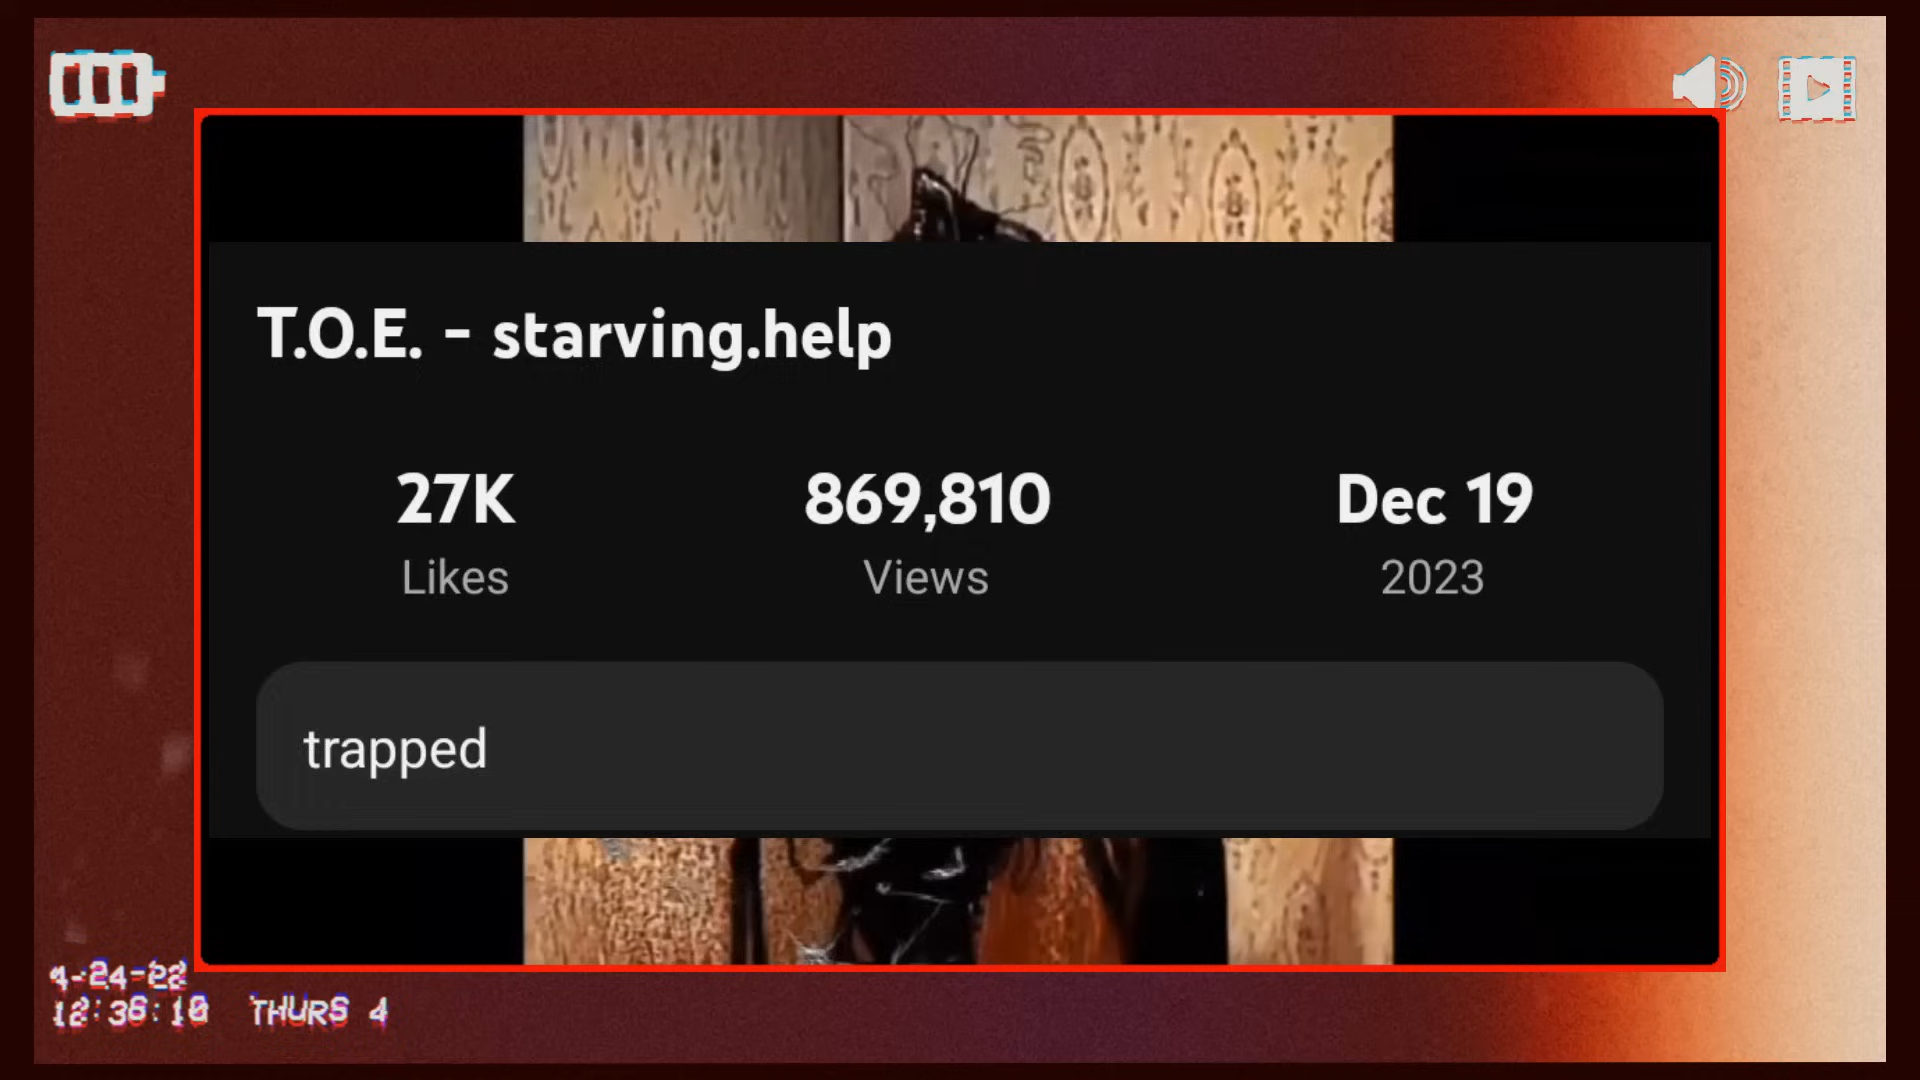 T.O.E. - starving.help
27K
869,810
Dec 19
Likes
Views
2023
trapped
4-24-22
12:36:10 THURS 4